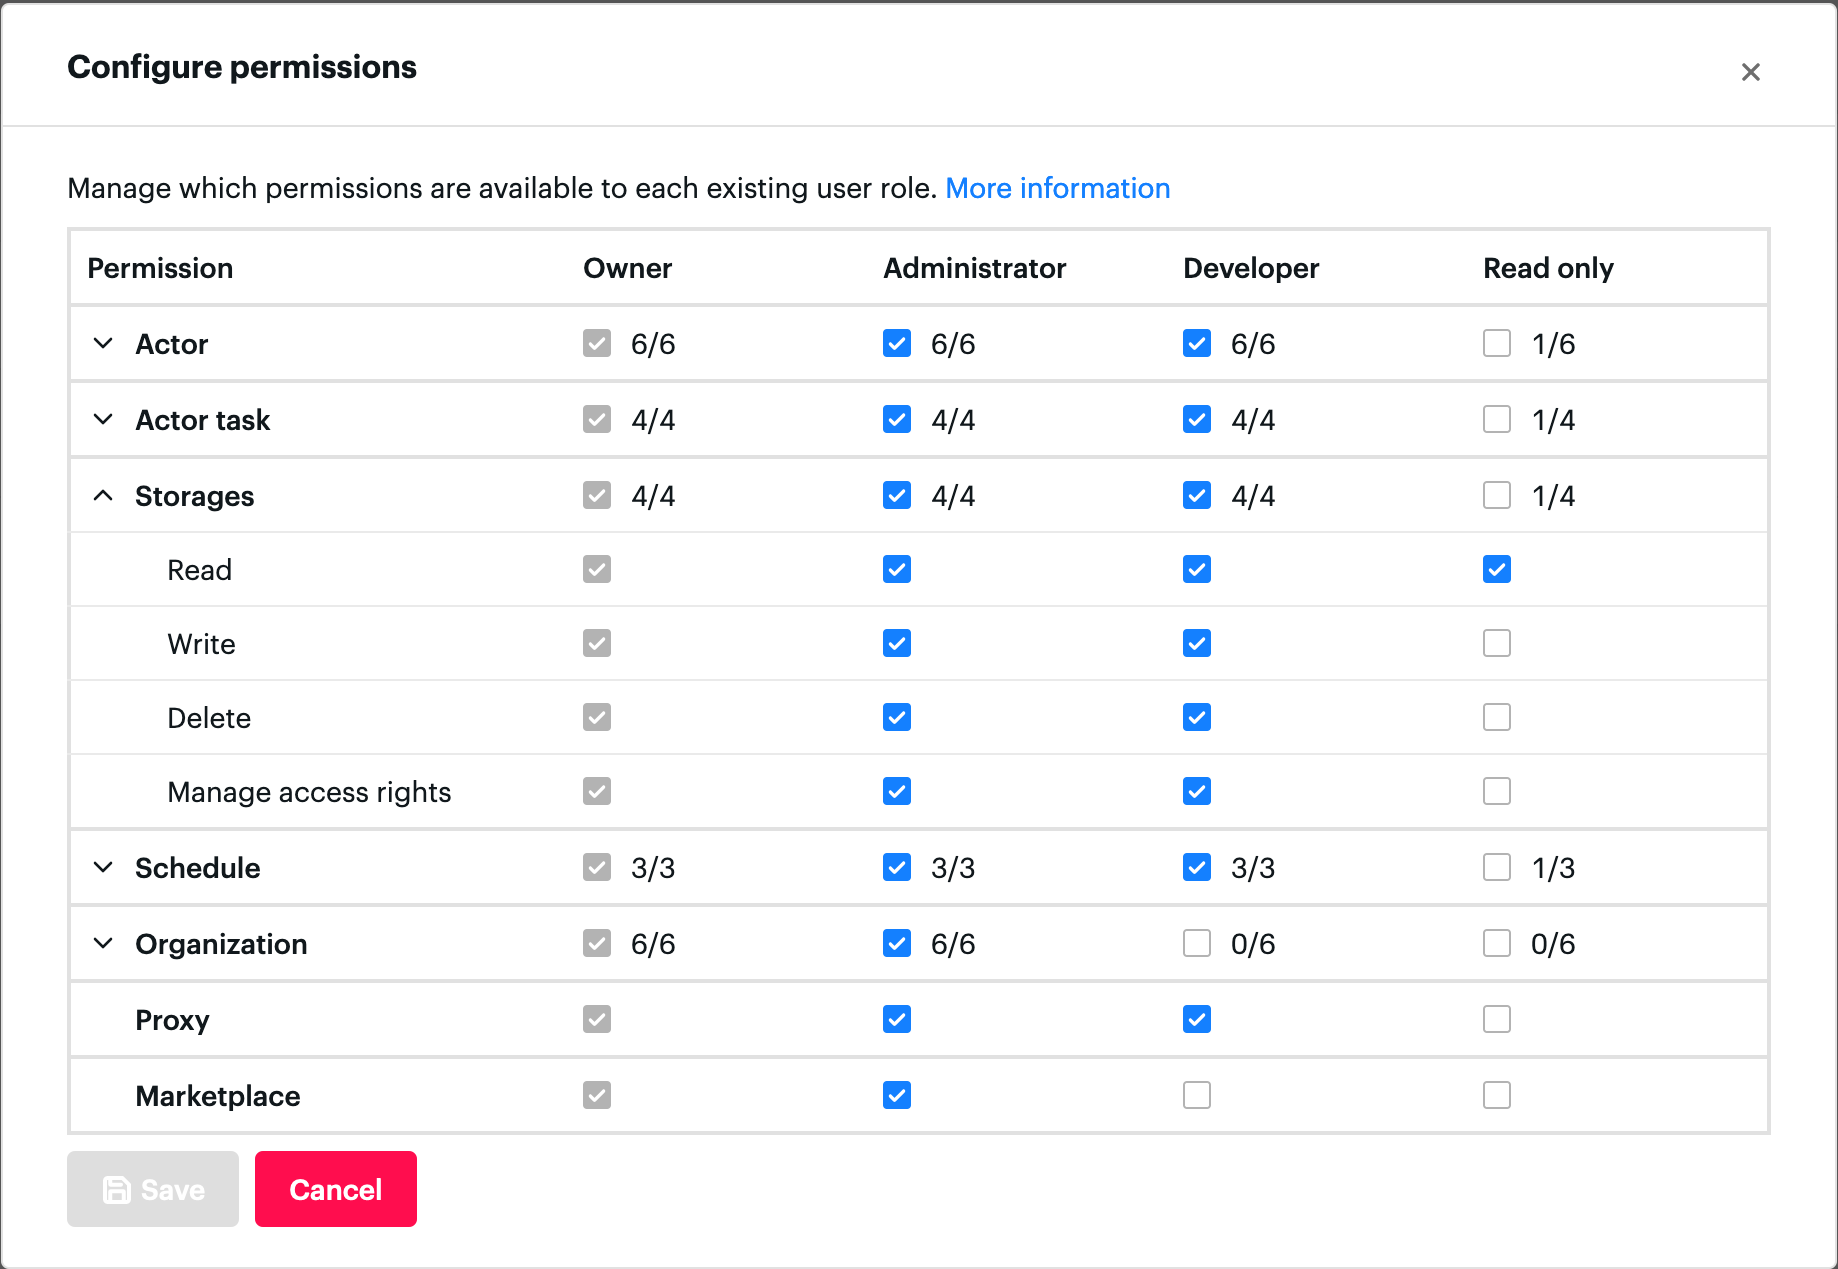 Configure permissions
Manage which permissions are available to each existing user role. More information
Permission Owner Administrator Developer Read only
Actor 6/6 6/6 6/6 1/6
Actor task 4/4 4/4 4/4 1/4
Storages 4/4 4/4 4/4 1/4
Read
Write
Delete
Manage access rights
Schedule 3/3 3/3 3/3 1/3
Organization 6/6 6/6 0/6 0/6
Proxy
Marketplace
Save Cancel